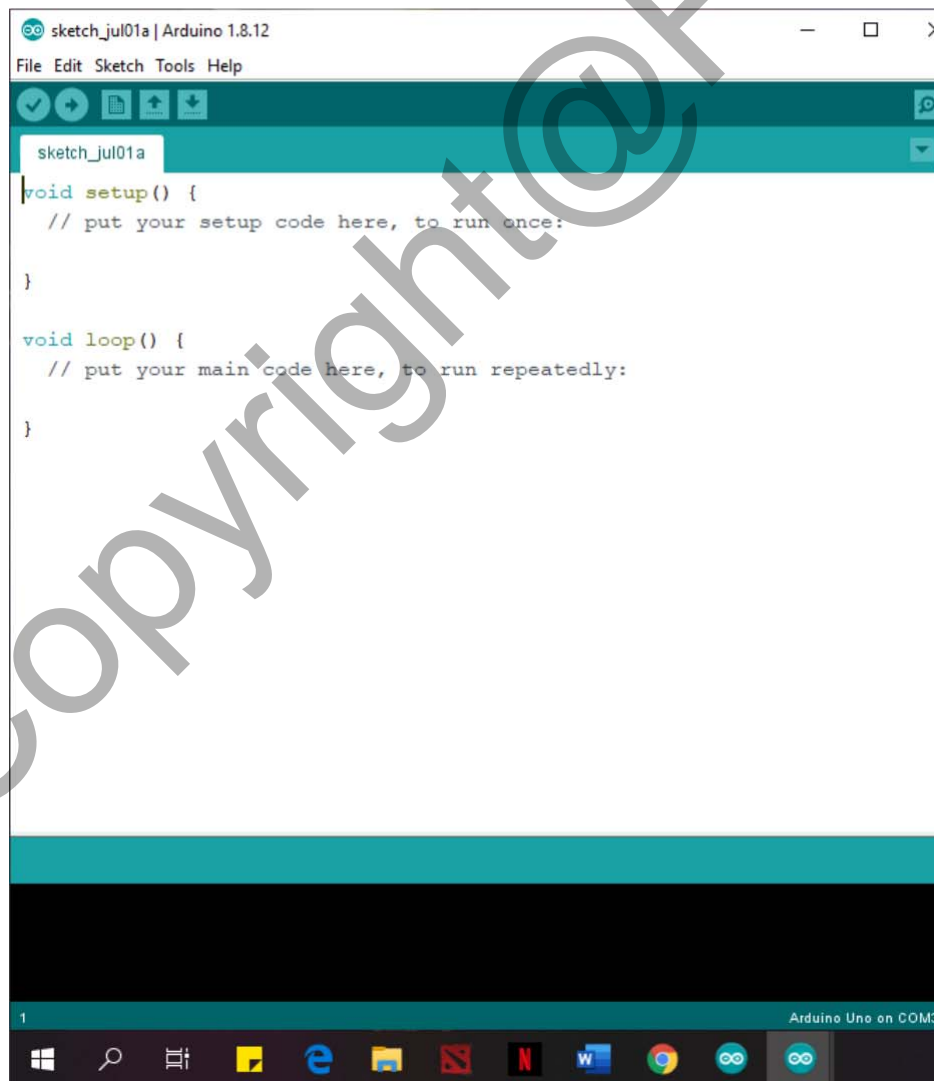 sketch_jul01a | Arduino 1.8.12
File Edit Sketch Tools Help
sketch_jul01a
void setup() {
// put your setup code here, to run once:
}
void loop() {
// put your main code here, to run repeatedly:
}
1
Arduino Uno on COM3
N
W
opyright@